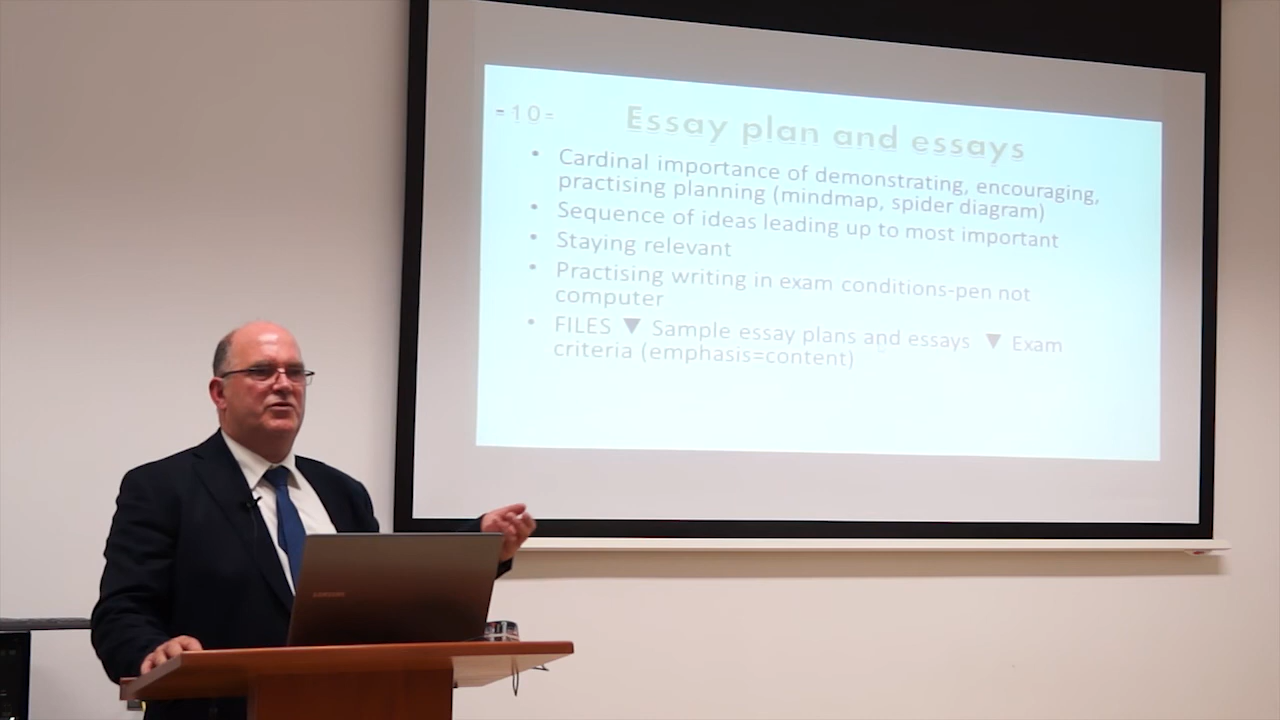 -10-
Essay plan and essays
• Cardinal importance of demonstrating, encouraging,
practising planning (mindmap, spider diagram)
• Sequence of ideas leading up to most important
• Staying relevant
• Practising writing in exam conditions-pen not
computer
• FILES ▼ Sample essay plans and essays ▼ Exam
criteria (emphasis=content)
SAMSUNG